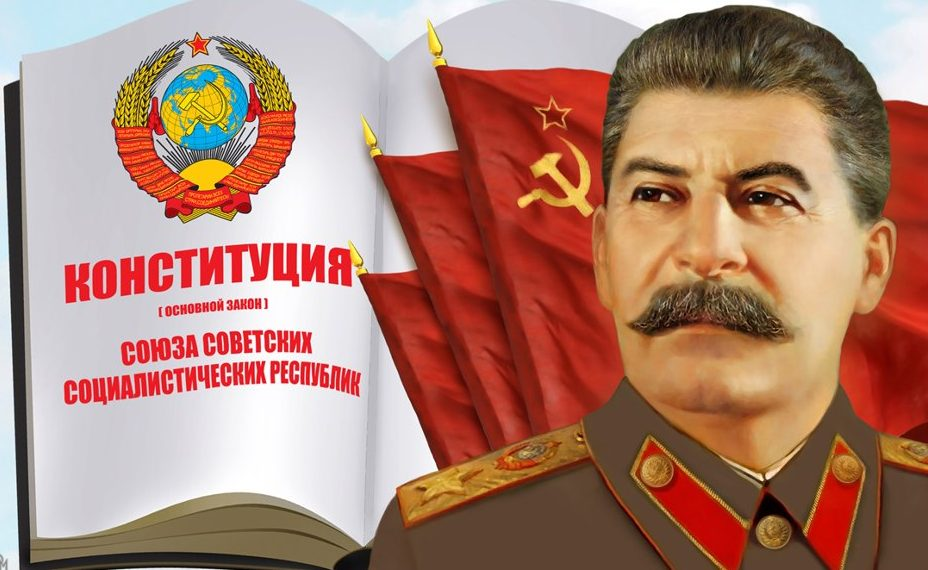 КОНСТИТУЦИЯ
( ОСНОВНОЙ ЗАКОН )
СОЮЗА СОВЕТСКИХ
СОЦИАЛИСТИЧЕСКИХ РЕСПУБЛИК